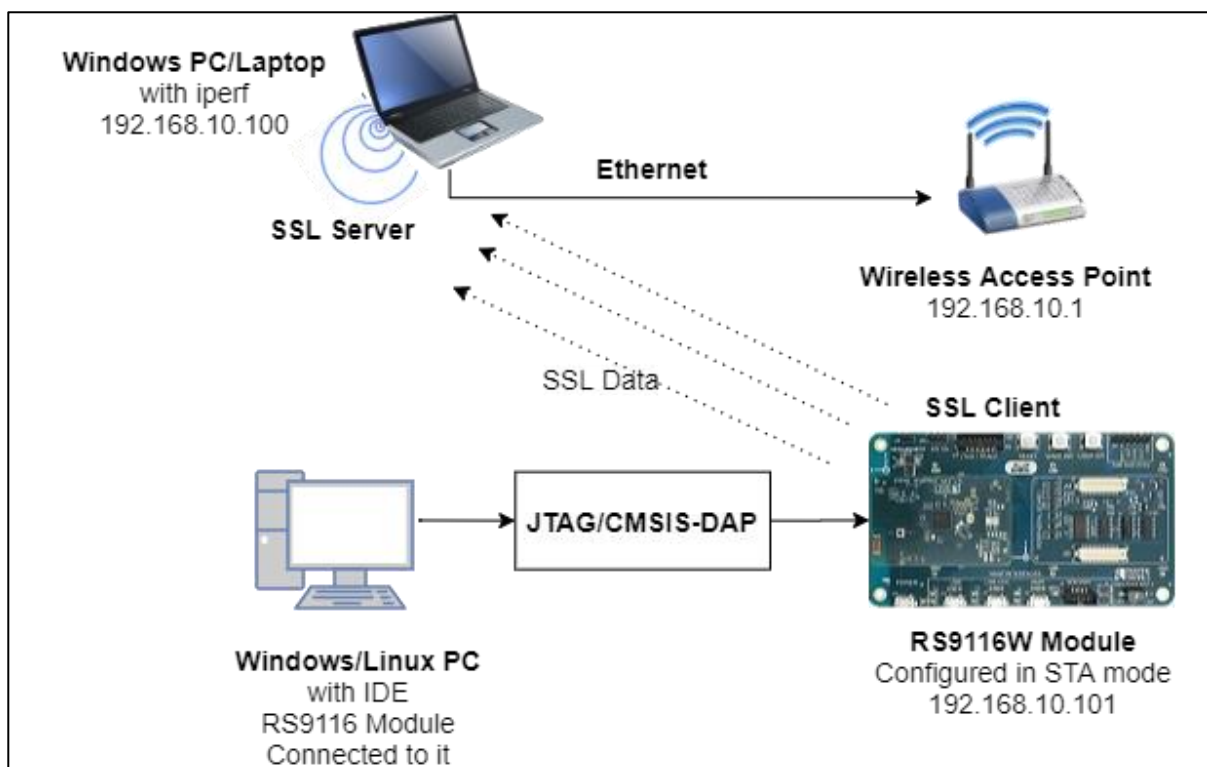 Windows PC/Laptop
with iperf
192.168.10.100
SSL Server
Ethernet
Wireless Access Point
192.168.10.1
SSL Data
SSL Client
JTAG/CMSIS-DAP
Windows/Linux PC
with IDE
RS9116 Module
Connected to it
RS9116W Module
Configured in STA mode
192.168.10.101